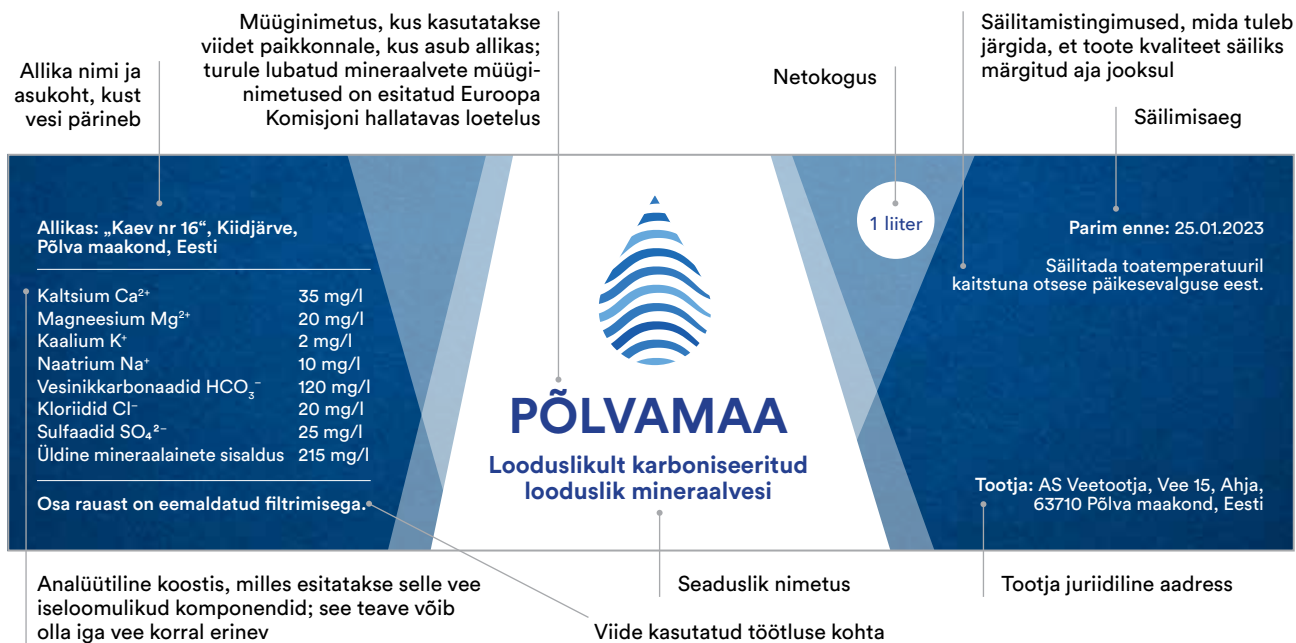 Allika nimi ja
asukoht, kust
vesi pärineb
Müüginimetus, kus kasutatakse
viidet paikkonnale, kus asub allikas;
turule lubatud mineraalvete müügi-
nimetused on esitatud Euroopa
Komisjoni hallatavas loetelus
Netokogus
Säilitamistingimused, mida tuleb
järgida, et toote kvaliteet säiliks
märgitud aja jooksul
Säilimisaeg
Allikas: „Kaev nr 16“, Kiidjärve,
Põlva maakond, Eesti
Kaltsium Ca²⁺ 35 mg/l
Magneesium Mg²⁺ 20 mg/l
Kaalium K⁺ 2 mg/l
Naatrium Na⁺ 10 mg/l
Vesinikkarbonaadid HCO₃⁻ 120 mg/l
Kloriidid Cl⁻ 20 mg/l
Sulfaadid SO₄²⁻ 25 mg/l
Üldine mineraalainete sisaldus 215 mg/l
Osa rauast on eemaldatud filtrimisega.
PÕLVAMAA
Looduslikult karboniseeritud
looduslik mineraalvesi
1 liiter
Parim enne: 25.01.2023
Säilitada toatemperatuuril
kaitstuna otsese päikesevalguse eest.
Tootja: AS Veetootja, Vee 15, Ahja,
63710 Põlva maakond, Eesti
Analüütiline koostis, milles esitatakse selle vee
iseloomulikud komponendid; see teave võib
olla iga vee korral erinev
Viide kasutatud töötluse kohta
Seaduslik nimetus
Tootja juriidiline aadress